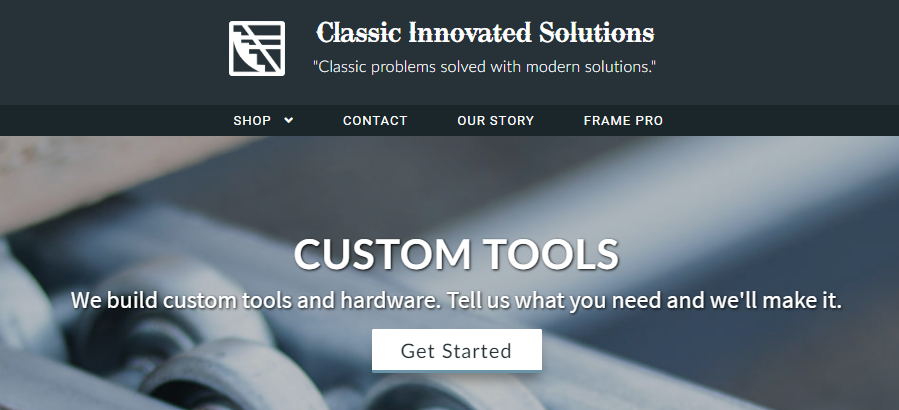 Classic Innovated Solutions
"Classic problems solved with modern solutions."
SHOP CONTACT OUR STORY FRAME PRO
CUSTOM TOOLS
We build custom tools and hardware. Tell us what you need and we'll make it.
Get Started